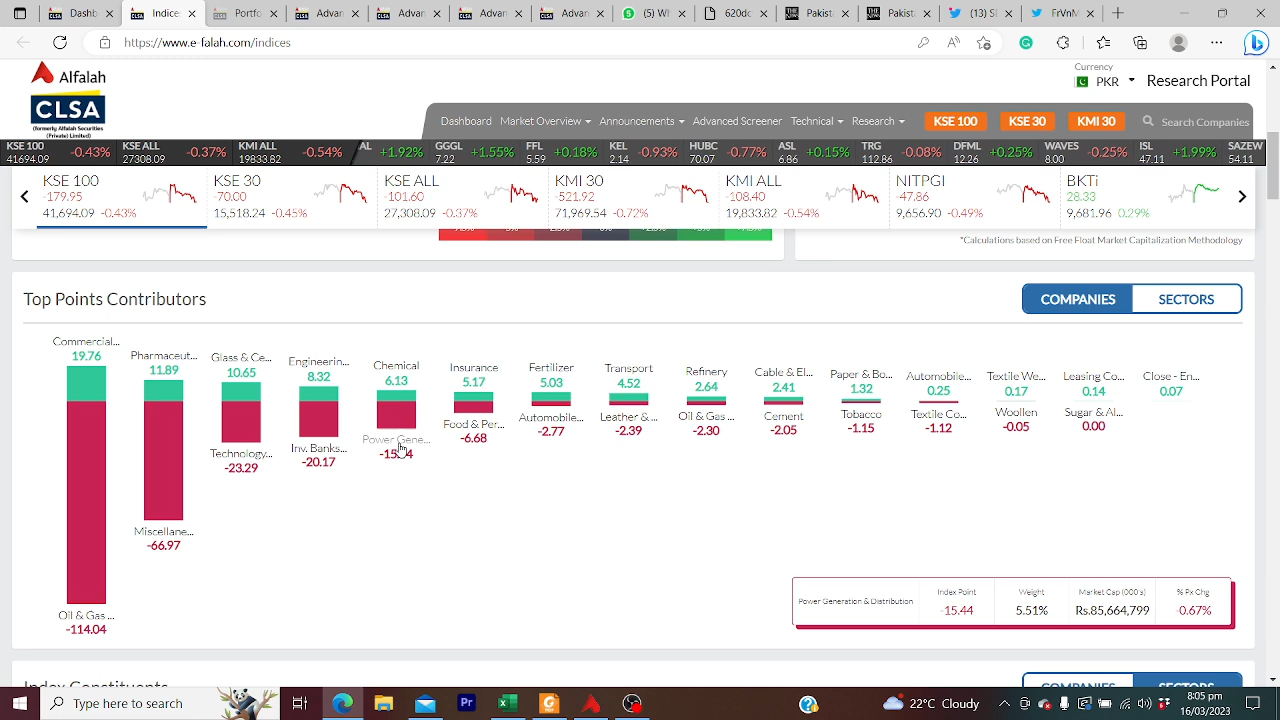 Indice
Portfo
Advan
AL
Advan
Advan
5
(5) W
620d
Pakis
Pakis
(13) S
VnM
https://www.e-falah.com/indices
Alfalah
CLSA
(formerly Alfalah Securities
(Private) Limited)
Currency
PKR
Research Portal
Dashboard Market Overview Announcements Advanced Screener Technical Research KSE 100 KSE 30 KMI 30 Search Companies
KSE 100 41694.09 -0.43%
KSE ALL 27308.09 -0.37%
KMI ALL 19833.82 -0.54%
AL +1.92%
GGGL 7.22 +1.55%
FFL 5.59 +0.18%
KEL 2.14 -0.93%
HUBC 70.07 -0.77%
ASL 6.86 +0.15%
TRG 112.86 -0.08%
DFML 12.26 +0.25%
WAVES 8.00 -0.25%
ISL 47.11 +1.99%
SAZEW 54.11
KSE 100
-179.95
41,694.09 -0.43%
KSE 30
-70.00
15,518.24 -0.45%
KSE ALL
-101.60
27,308.09 -0.37%
KMI 30
-521.92
71,969.54 -0.72%
KMI ALL
-108.40
19,833.82 -0.54%
NITPGI
-47.86
9,656.90 -0.49%
BKTi
28.33
9,681.96 0.29%
*Calculations based on Free Float Market Capitalization Methodology
Top Points Contributors
COMPANIES SECTORS
Commercial...
19.76
Oil & Gas ...
-114.04
Pharmaceut...
11.89
Miscellane...
-66.97
Glass & Ce...
10.65
Technology...
-23.29
Engineerin...
8.32
Inv. Banks...
-20.17
Chemical
6.13
Power Gene...
Insurance
5.17
Food & Per...
-6.68
Fertilizer
5.03
Automobile...
-2.77
Transport
4.52
Leather &...
-2.39
Refinery
2.64
Oil & Gas ...
-2.30
Cable & El...
2.41
Cement
-2.05
Paper & Bo...
1.32
Tobacco
-1.15
Automobile...
0.25
Textile Co...
-1.12
Textile We...
0.17
Woollen
-0.05
Leasing Co...
0.14
Sugar & Al...
0.00
Close - En...
0.07
Power Generation & Distribution
Index Point
-15.44
Weight
5.51%
Market Cap (000's)
Rs.85,664,799
% Px Chg
-0.67%
Index Constituents
COMPANIES SECTORS
Type here to search
22°C Cloudy
8:05 pm
16/03/2023